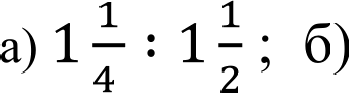 а) 1 1/4 : 1 1/2 ; б)